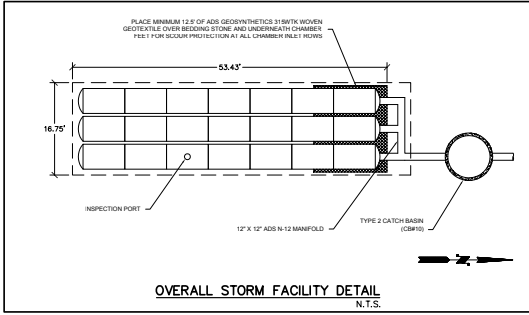 PLACE MINIMUM 12.5' OF ADS GEOSYNTHETICS 315WTK WOVEN
GEOTEXTILE OVER BEDDING STONE AND UNDERNEATH CHAMBER
FEET FOR SCOUR PROTECTION AT ALL CHAMBER INLET ROWS
53.43'
16.75'
INSPECTION PORT
12" X 12" ADS N-12 MANIFOLD
TYPE 2 CATCH BASIN
(CB#10)
Z
OVERALL STORM FACILITY DETAIL
N.T.S.